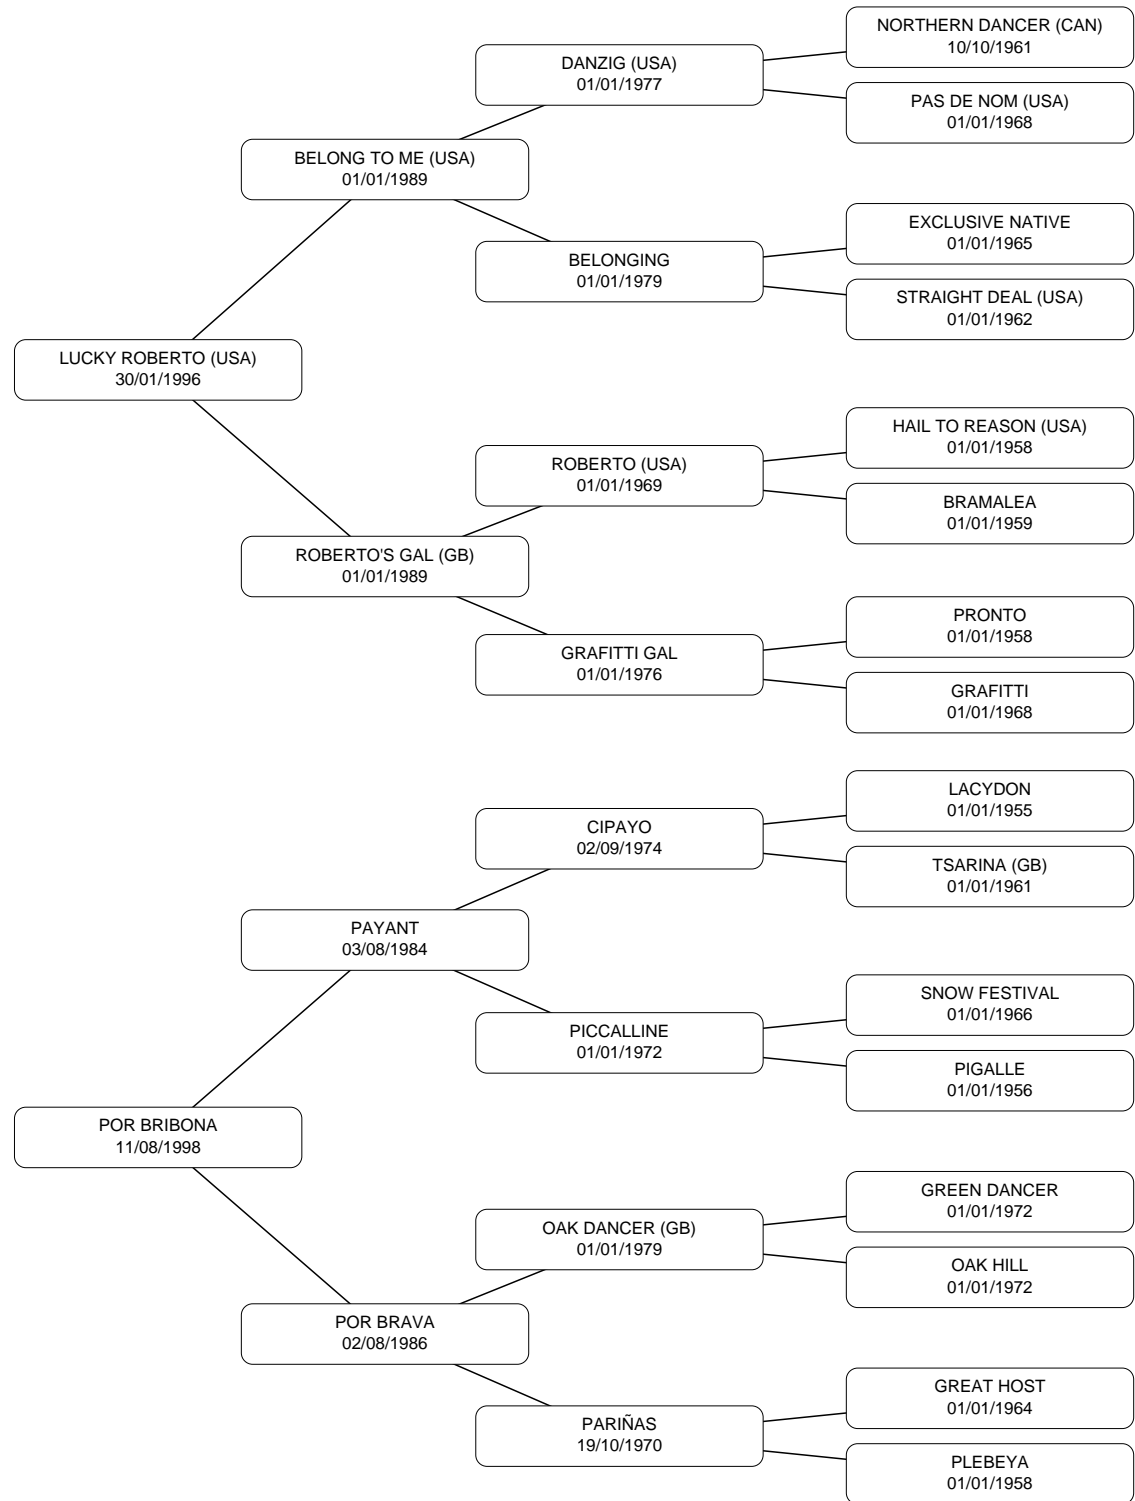 NORTHERN DANCER (CAN)
10/10/1961
DANZIG (USA)
01/01/1977
PAS DE NOM (USA)
01/01/1968
BELONG TO ME (USA)
01/01/1989
EXCLUSIVE NATIVE
01/01/1965
BELONGING
01/01/1979
STRAIGHT DEAL (USA)
01/01/1962
LUCKY ROBERTO (USA)
30/01/1996
HAIL TO REASON (USA)
01/01/1958
ROBERTO (USA)
01/01/1969
BRAMALEA
01/01/1959
ROBERTO'S GAL (GB)
01/01/1989
PRONTO
01/01/1958
GRAFITTI GAL
01/01/1976
GRAFITTI
01/01/1968
LACYDON
01/01/1955
CIPAYO
02/09/1974
TSARINA (GB)
01/01/1961
PAYANT
03/08/1984
SNOW FESTIVAL
01/01/1966
PICCALLINE
01/01/1972
PIGALLE
01/01/1956
POR BRIBONA
11/08/1998
GREEN DANCER
01/01/1972
OAK DANCER (GB)
01/01/1979
OAK HILL
01/01/1972
POR BRAVA
02/08/1986
GREAT HOST
01/01/1964
PARIÑAS
19/10/1970
PLEBEYA
01/01/1958